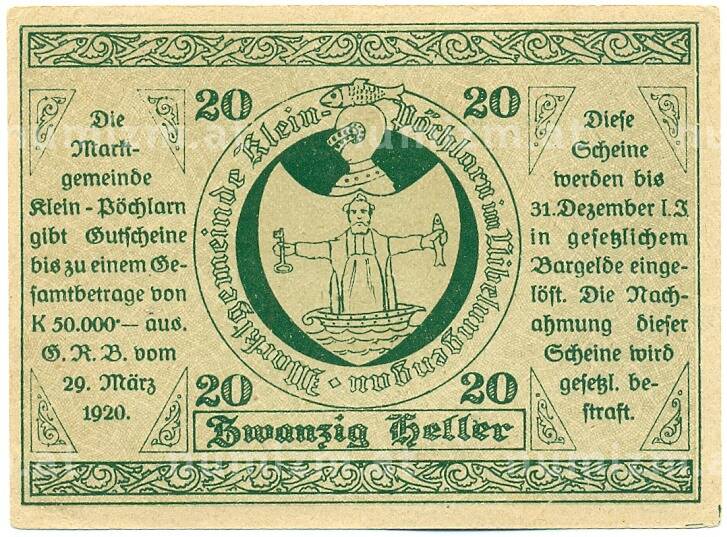 20
20
20
20
Die
Markt-
gemeinde
Klein-Pöchlarn
gibt Gutscheine
bis zu einem Ge-
samtbetrage von
K 50.000·— aus.
G. R. B. vom
29. März
1920.
Marktgemeinde Klein-Pöchlarn im Nibelungengau ·
Zwanzig Heller
Diese
Scheine
werden bis
31. Dezember l. J.
in gesetzlichem
Bargelde einge-
löst. Die Nach-
ahmung dieser
Scheine wird
gesetzl. be-
straft.
numizm.at